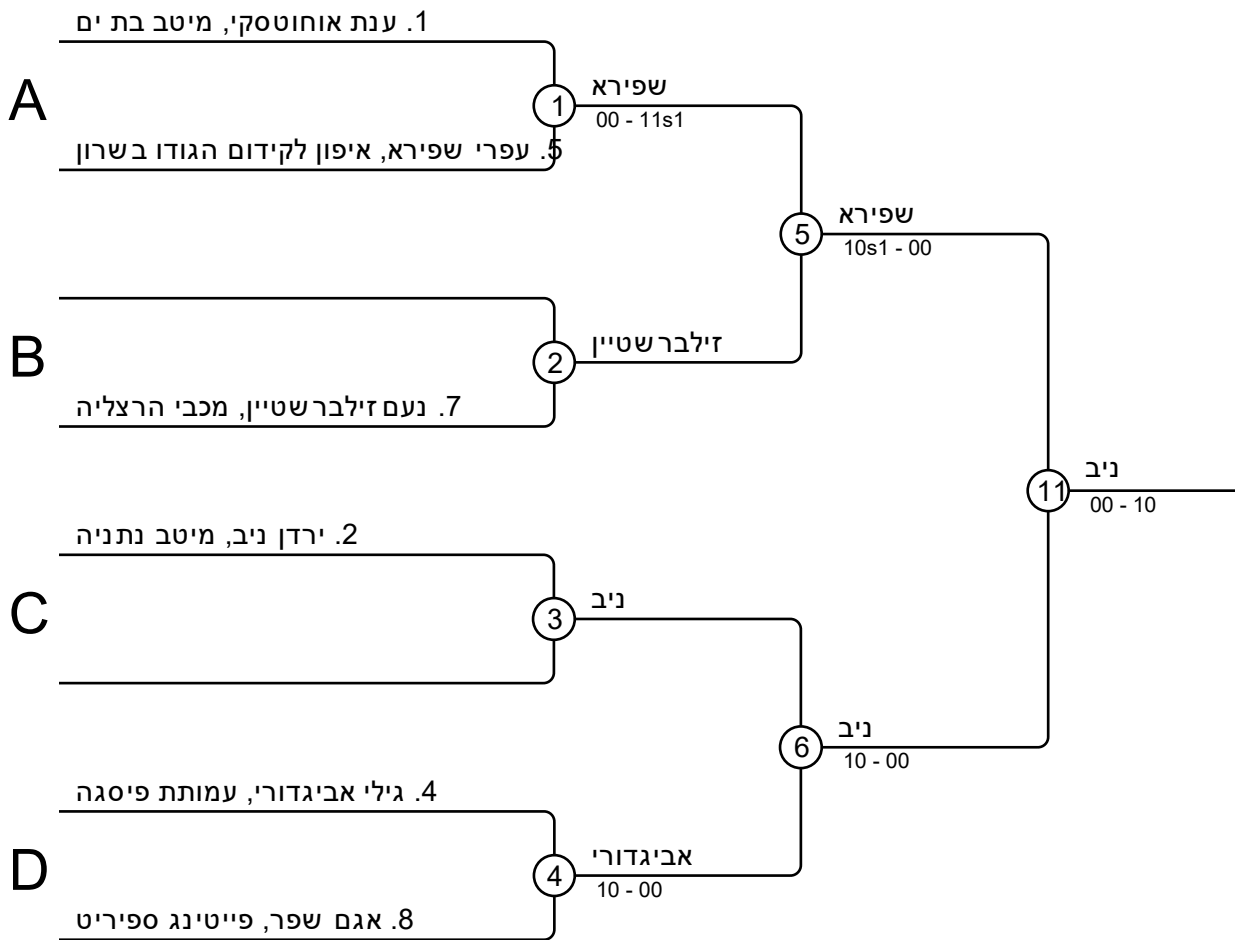 1. ענת אוחוטסקי, מיטב בת ים
A
1
שפירא
00 - 11s1
5. עפרי שפירא, איפון לקידום הגודו בשרון
5
שפירא
10s1 - 00
B
2
זילברשטיין
7. נעם זילברשטיין, מכבי הרצליה
11
ניב
00 - 10
2. ירדן ניב, מיטב נתניה
C
3
ניב
6
ניב
10 - 00
4. גילי אביגדורי, עמותת פיסגה
D
4
אביגדורי
10 - 00
8. אגם שפר, פייטינג ספיריט